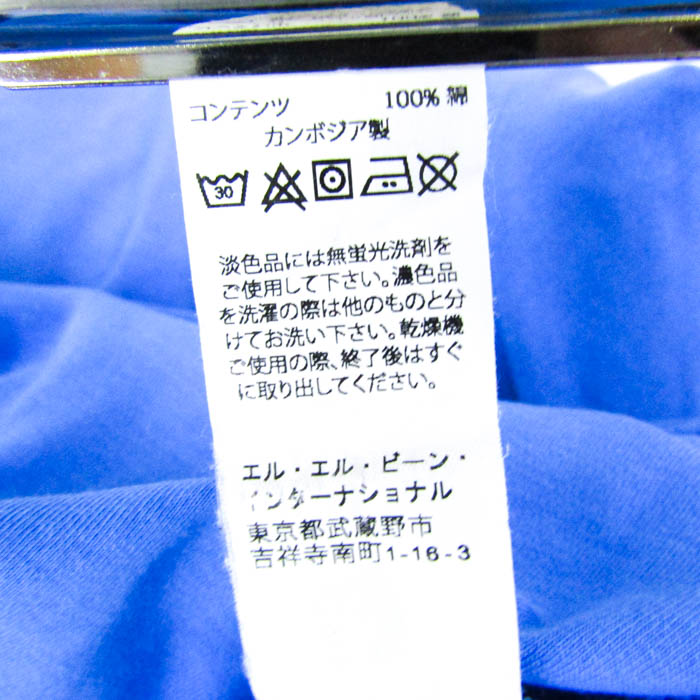 コンテンツ 100% 綿
カンボジア製
30
淡色品には無蛍光洗剤を
ご使用して下さい。濃色品
を洗濯の際は他のものと分
けてお洗い下さい。乾燥機
ご使用の際、終了後はすぐ
に取り出してください。
エル・エル・ビーン・
インターナショナル
東京都武蔵野市
吉祥寺南町1-16-3